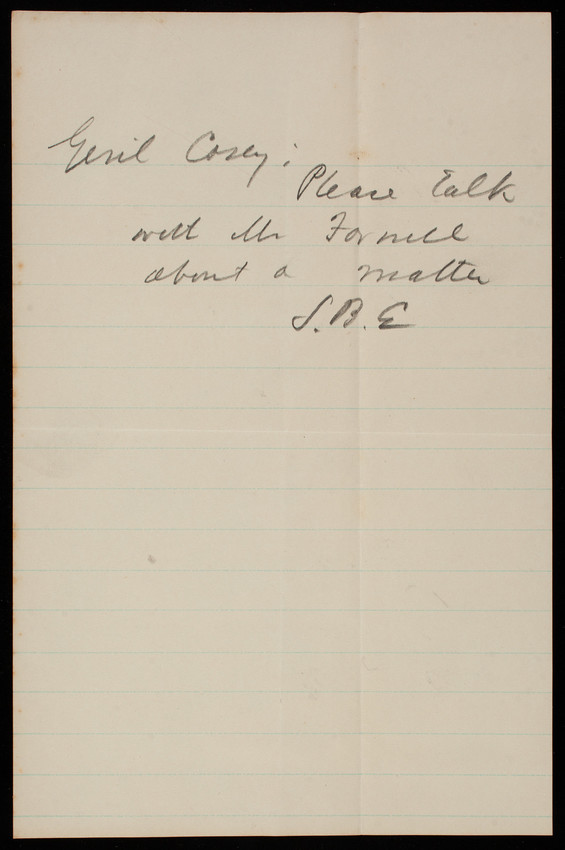 Genl Casey:
Please talk
with Mr Farnell
about a matter
S.B.E